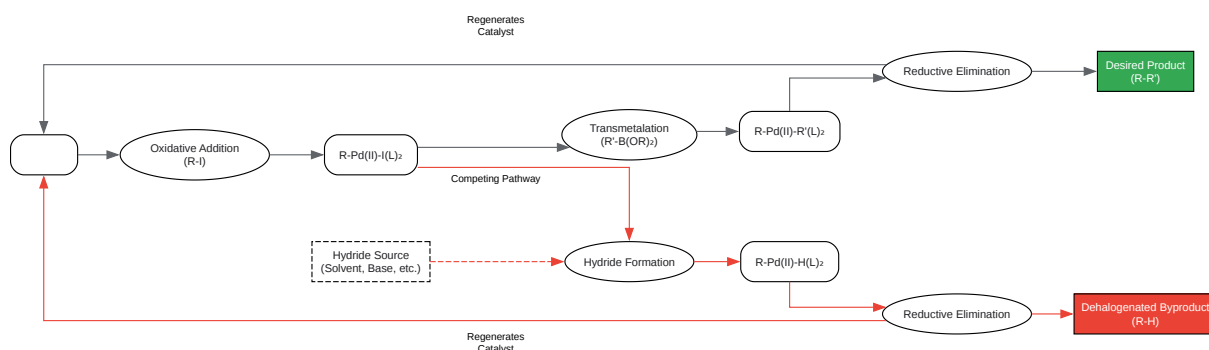 Regenerates
Catalyst
Reductive Elimination
Desired Product
(R-R')
Oxidative Addition
(R-I)
R-Pd(II)-I(L)₂
Transmetalation
(R'-B(OR)₂)
R-Pd(II)-R'(L)₂
Competing Pathway
Hydride Source
(Solvent, Base, etc.)
Hydride Formation
R-Pd(II)-H(L)₂
Reductive Elimination
Dehalogenated Byproduct
(R-H)
Regenerates
Catalyst